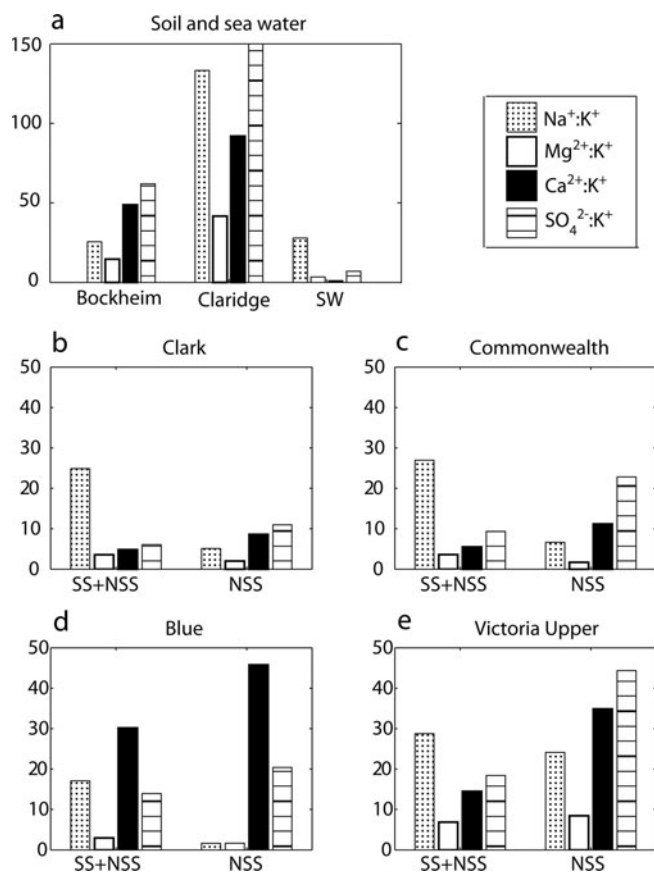 a
Soil and sea water
150
100
50
0
Bockheim Claridge SW
Na⁺:K⁺
Mg²⁺:K⁺
Ca²⁺:K⁺
SO₄²⁻:K⁺
b Clark
50
40
30
20
10
0
SS+NSS NSS
c Commonwealth
50
40
30
20
10
0
SS+NSS NSS
d Blue
50
40
30
20
10
0
SS+NSS NSS
e Victoria Upper
50
40
30
20
10
0
SS+NSS NSS